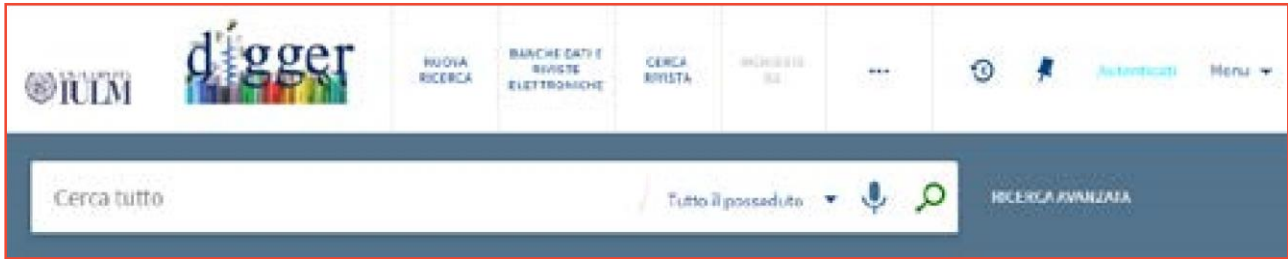 IULM
digger
NUOVA
RICERCA
BANCHE DATI E
RIVISTE
ELETTRONICHE
CERCA
RIVISTA
...
Autenticati
Menu
Cerca tutto
Tutto il posseduto
RICERCA AVANZATA